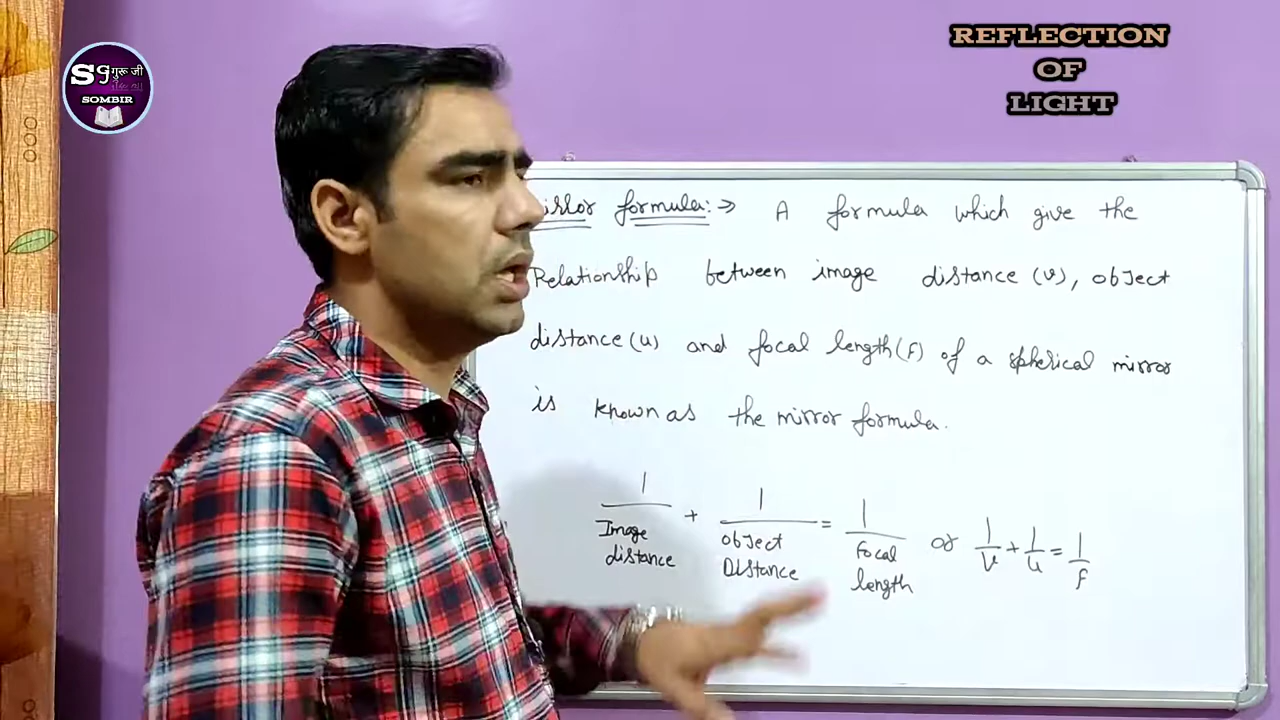 SG गुरू जी
SOMBIR
REFLECTION
OF
LIGHT
formula:→ A formula which give the
Relationship between image distance (v), object
distance (u) and focal length (f) of a spherical mirror
is known as the mirror formula.
1/Image distance + 1/object Distance = 1/focal length or 1/v + 1/u = 1/f